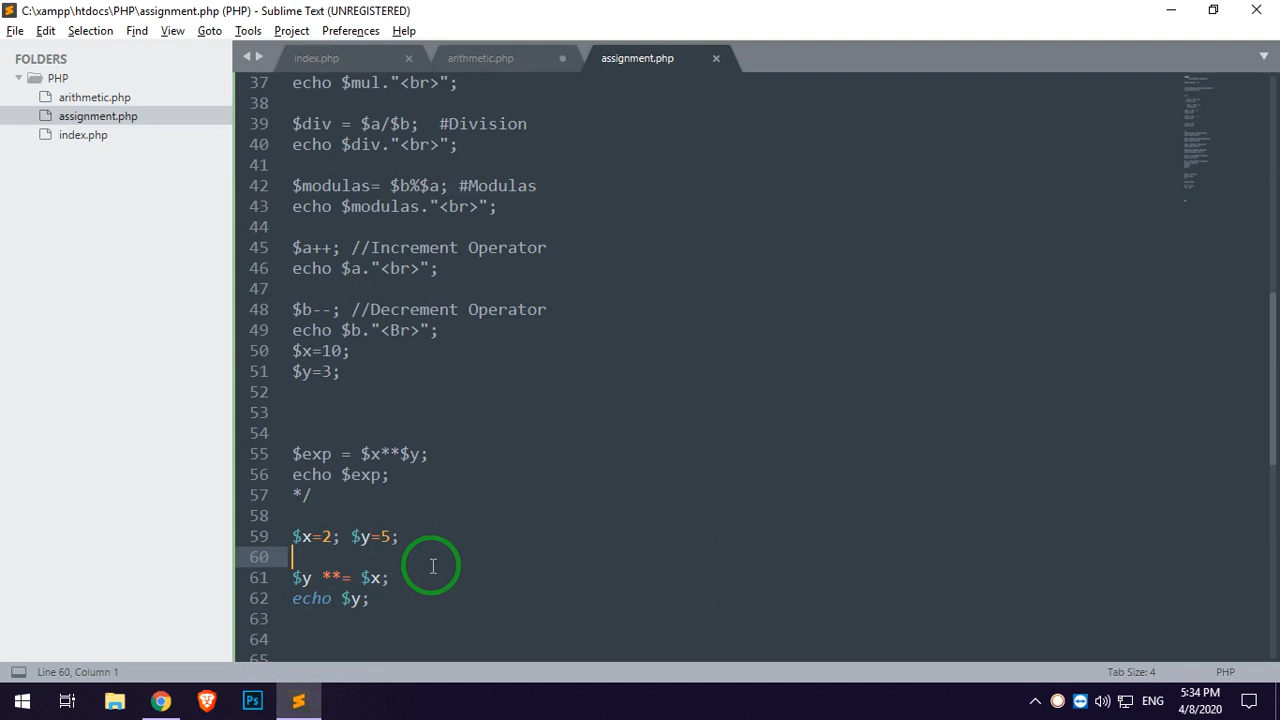 C:\xampp\htdocs\PHP\assignment.php (PHP) - Sublime Text (UNREGISTERED)
File Edit Selection Find View Goto Tools Project Preferences Help
FOLDERS
PHP
arithmetic.php
assignment.php
index.php
index.php × arithmetic.php assignment.php ×
37 echo $mul."<br>";
38
39 $div = $a/$b;  #Division
40 echo $div."<br>";
41
42 $modulas= $b%$a; #Modulas
43 echo $modulas."<br>";
44
45 $a++; //Increment Operator
46 echo $a."<br>";
47
48 $b--; //Decrement Operator
49 echo $b."<Br>";
50 $x=10;
51 $y=3;
52
53
54
55 $exp = $x**$y;
56 echo $exp;
57 */
58
59 $x=2; $y=5;
60
61 $y **= $x;
62 echo $y;
63
64
65
Line 60, Column 1
Tab Size: 4 PHP
Ps
ENG
5:34 PM
4/8/2020